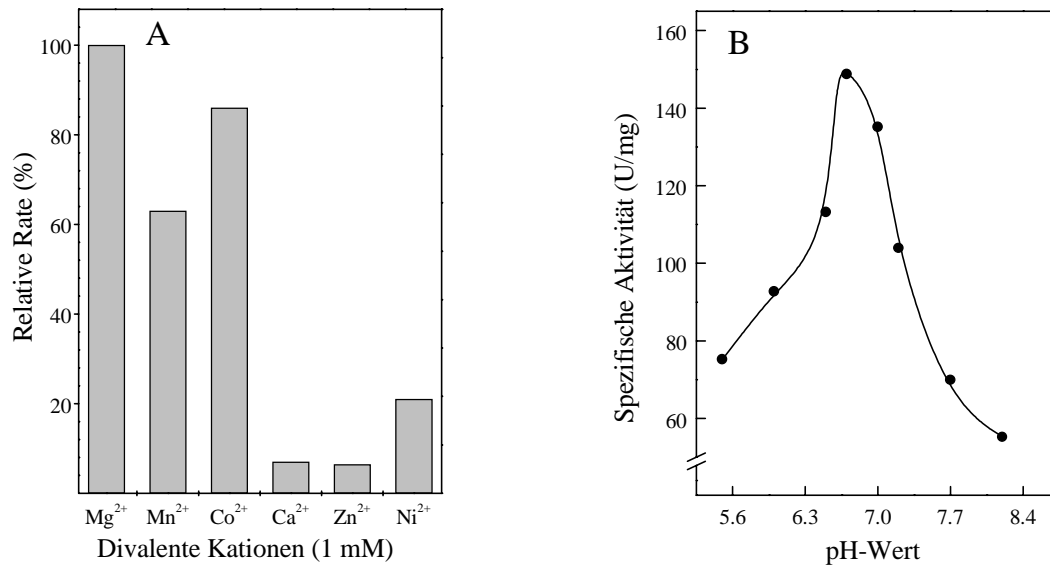 A
Relative Rate (%)
100
80
60
40
20
Mg²⁺ Mn²⁺ Co²⁺ Ca²⁺ Zn²⁺ Ni²⁺
Divalente Kationen (1 mM)
B
Spezifische Aktivität (U/mg)
160
140
120
100
80
60
5.6 6.3 7.0 7.7 8.4
pH-Wert